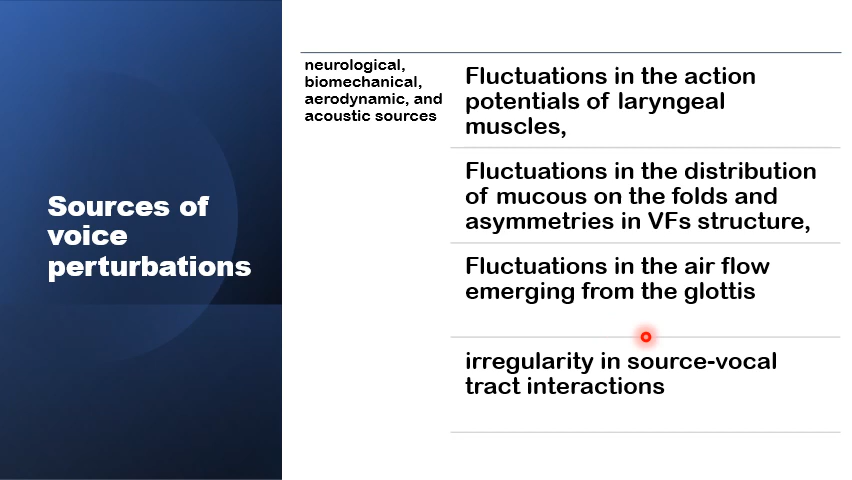 Sources of
voice
perturbations
neurological,
biomechanical,
aerodynamic, and
acoustic sources
Fluctuations in the action
potentials of laryngeal
muscles,
Fluctuations in the distribution
of mucous on the folds and
asymmetries in VFs structure,
Fluctuations in the air flow
emerging from the glottis
irregularity in source-vocal
tract interactions